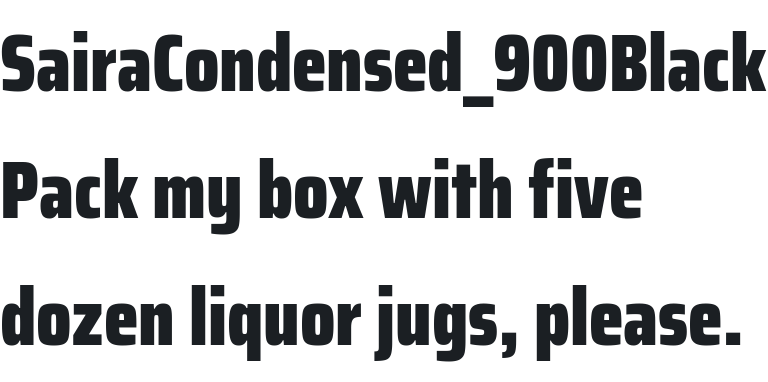 SairaCondensed_900Black
Pack my box with five
dozen liquor jugs, please.